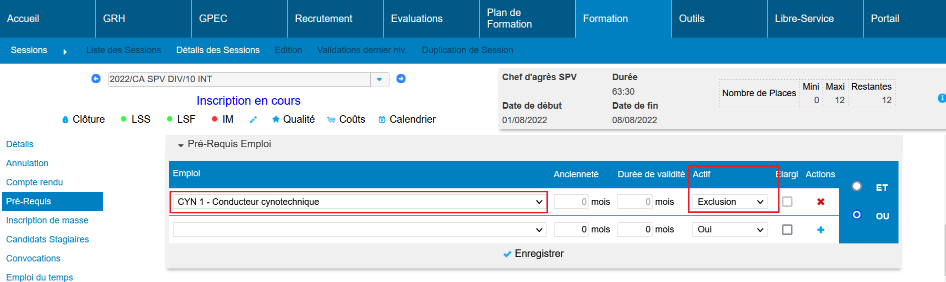 Accueil GRH GPEC Recrutement Evaluations Plan de Formation Formation Outils Libre-Service Portail
Sessions Liste des Sessions Détails des Sessions Edition Validations dernier niv. Duplication de Session
2022/CA SPV DIV/10 INT
Inscription en cours
Clôture LSS LSF IM Qualité Coûts Calendrier
Chef d'agrès SPV Durée
63:30
Date de début Date de fin
01/08/2022 08/08/2022
Mini Maxi Restantes
Nombre de Places 0 12 12
Détails
Annulation
Compte rendu
Pré-Requis
Inscription de masse
Candidats Stagiaires
Convocations
Emploi du temps
Pré-Requis Emploi
Emploi Ancienneté Durée de validité Actif Elargi Actions
CYN 1 - Conducteur cynotechnique 0 mois 0 mois Exclusion
0 mois 0 mois Oui
ET
OU
Enregistrer